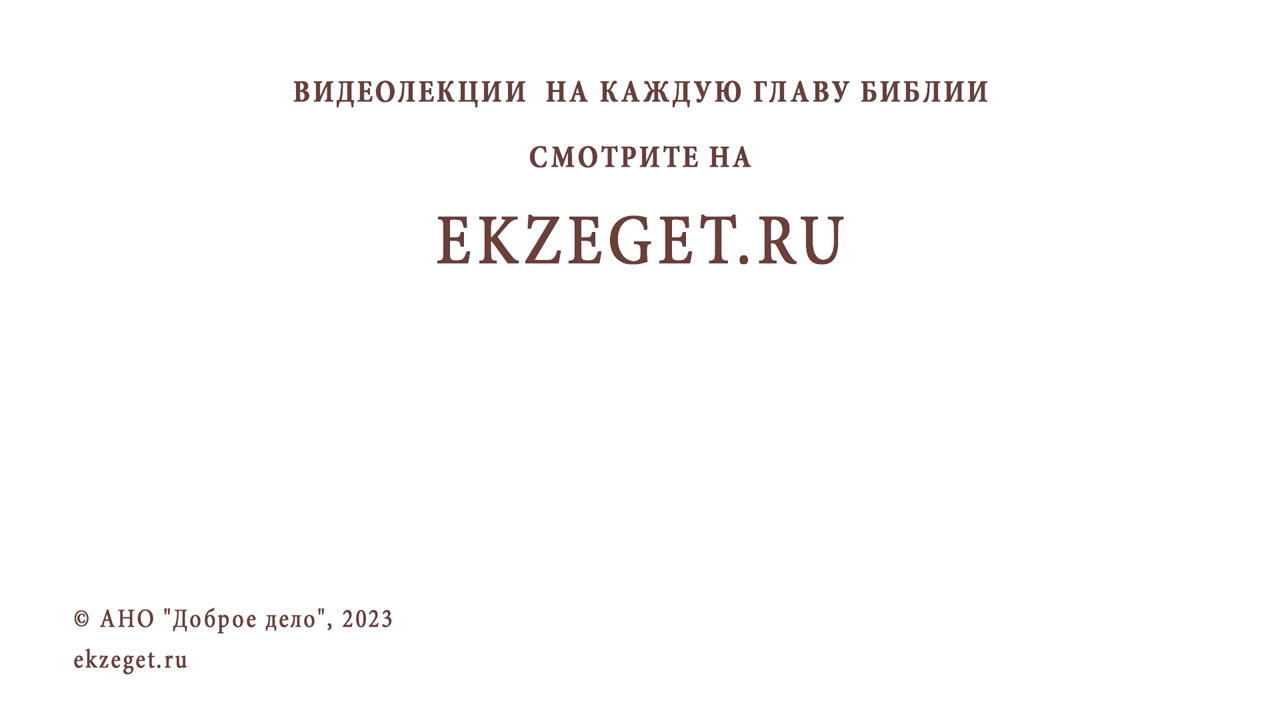 ВИДЕОЛЕКЦИИ НА КАЖДУЮ ГЛАВУ БИБЛИИ
СМОТРИТЕ НА
EKZEGET.RU
© АНО "Доброе дело", 2023
ekzeget.ru